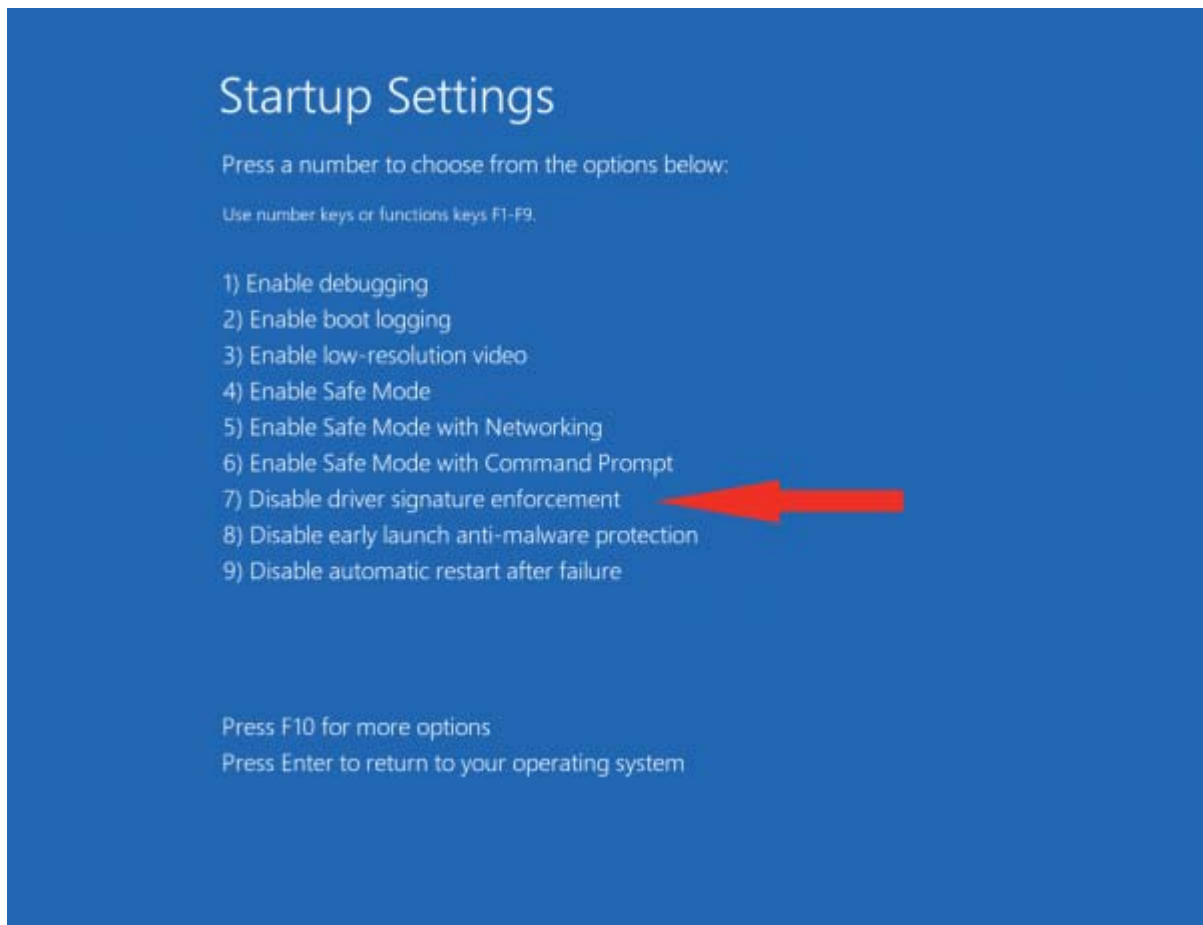 Startup Settings
Press a number to choose from the options below:
Use number keys or functions keys F1-F9.
1) Enable debugging
2) Enable boot logging
3) Enable low-resolution video
4) Enable Safe Mode
5) Enable Safe Mode with Networking
6) Enable Safe Mode with Command Prompt
7) Disable driver signature enforcement
8) Disable early launch anti-malware protection
9) Disable automatic restart after failure
Press F10 for more options
Press Enter to return to your operating system